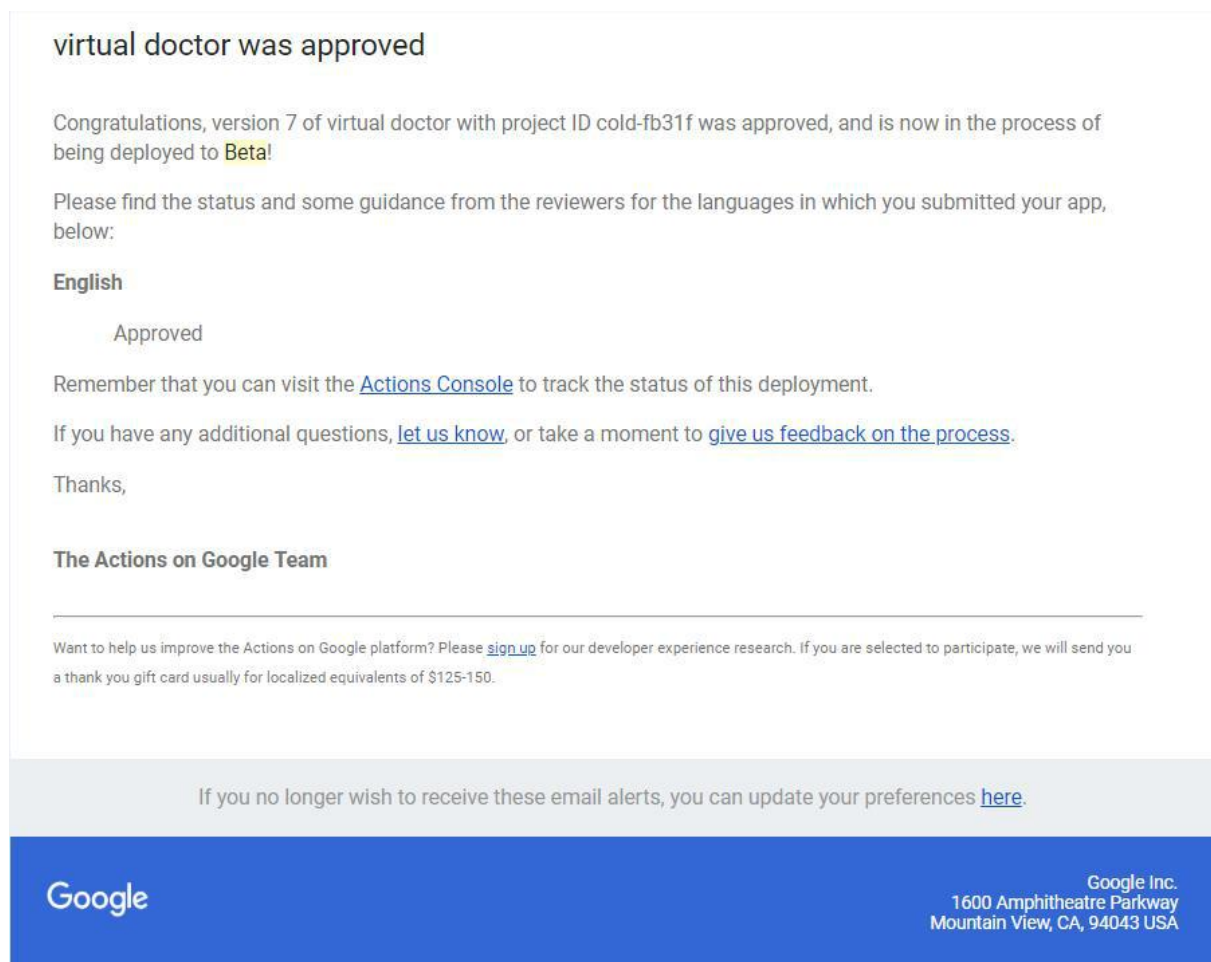 virtual doctor was approved
Congratulations, version 7 of virtual doctor with project ID cold-fb31f was approved, and is now in the process of
being deployed to Beta!
Please find the status and some guidance from the reviewers for the languages in which you submitted your app,
below:
English
Approved
Remember that you can visit the Actions Console to track the status of this deployment.
If you have any additional questions, let us know, or take a moment to give us feedback on the process.
Thanks,
The Actions on Google Team
Want to help us improve the Actions on Google platform? Please sign up for our developer experience research. If you are selected to participate, we will send you
a thank you gift card usually for localized equivalents of $125-150.
If you no longer wish to receive these email alerts, you can update your preferences here.
Google
Google Inc.
1600 Amphitheatre Parkway
Mountain View, CA, 94043 USA